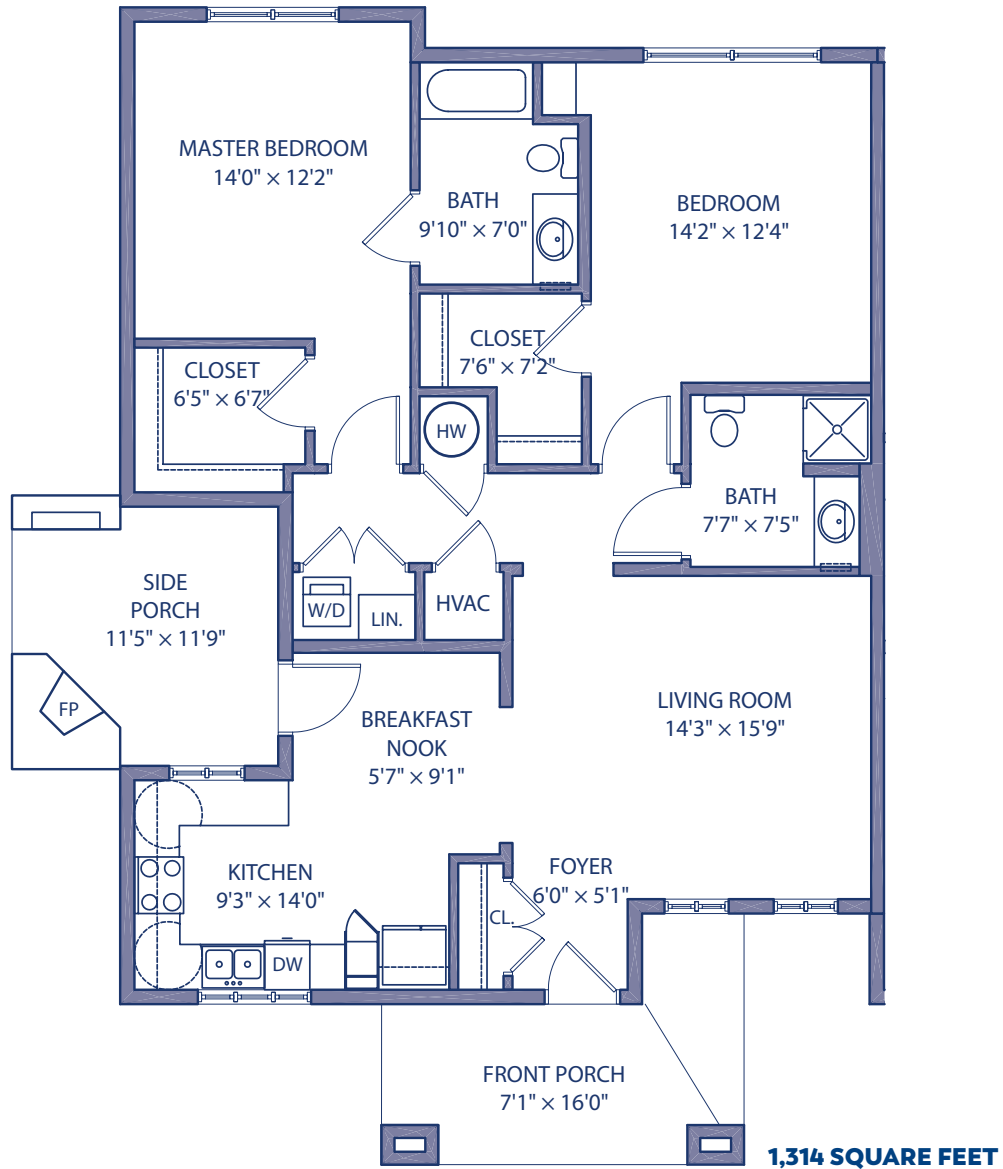 MASTER BEDROOM
14'0" × 12'2"
BATH
9'10" × 7'0"
BEDROOM
14'2" × 12'4"
CLOSET
7'6" × 7'2"
CLOSET
6'5" × 6'7"
HW
BATH
7'7" × 7'5"
SIDE
PORCH
11'5" × 11'9"
W/D
LIN.
HVAC
FP
BREAKFAST
NOOK
5'7" × 9'1"
LIVING ROOM
14'3" × 15'9"
KITCHEN
9'3" × 14'0"
FOYER
6'0" × 5'1"
CL.
DW
FRONT PORCH
7'1" × 16'0"
1,314 SQUARE FEET